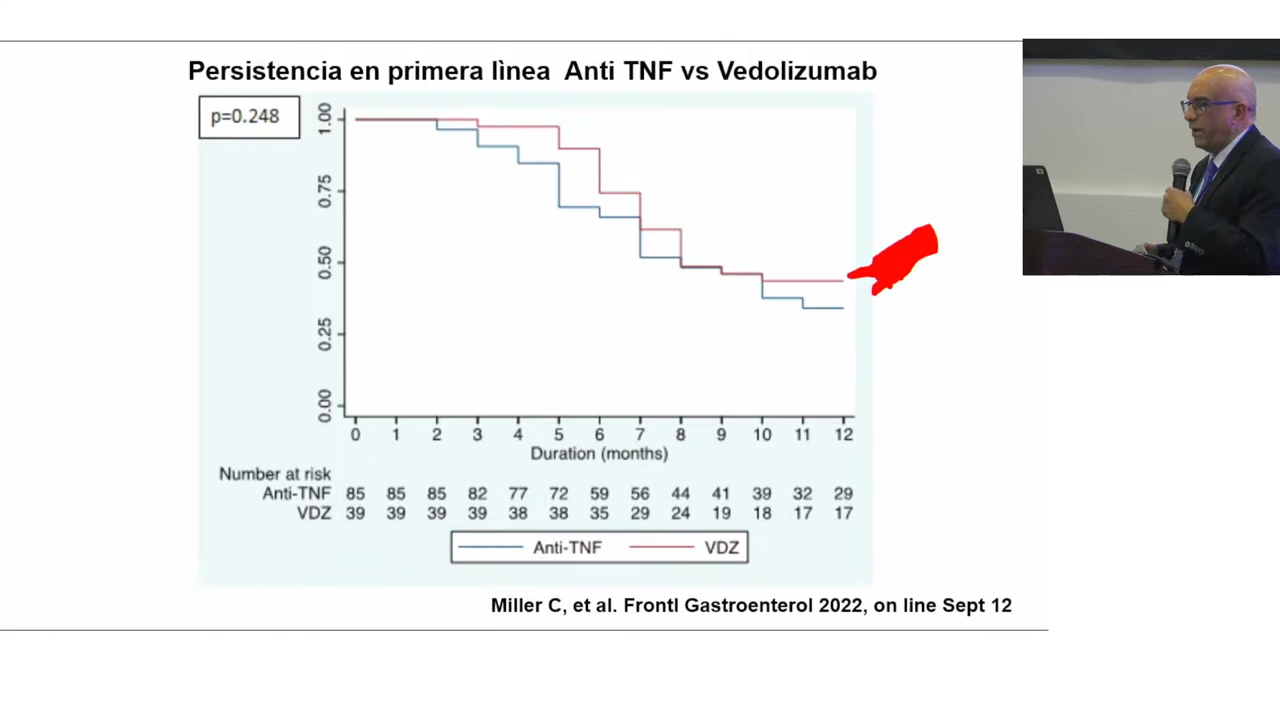 Persistencia en primera lìnea Anti TNF vs Vedolizumab
p=0.248
1.00
0.75
0.50
0.25
0.00
0 1 2 3 4 5 6 7 8 9 10 11 12
Duration (months)
Number at risk
Anti-TNF 85 85 85 82 77 72 59 56 44 41 39 32 29
VDZ 39 39 39 39 38 38 35 29 24 19 18 17 17
Anti-TNF VDZ
Miller C, et al. Frontl Gastroenterol 2022, on line Sept 12